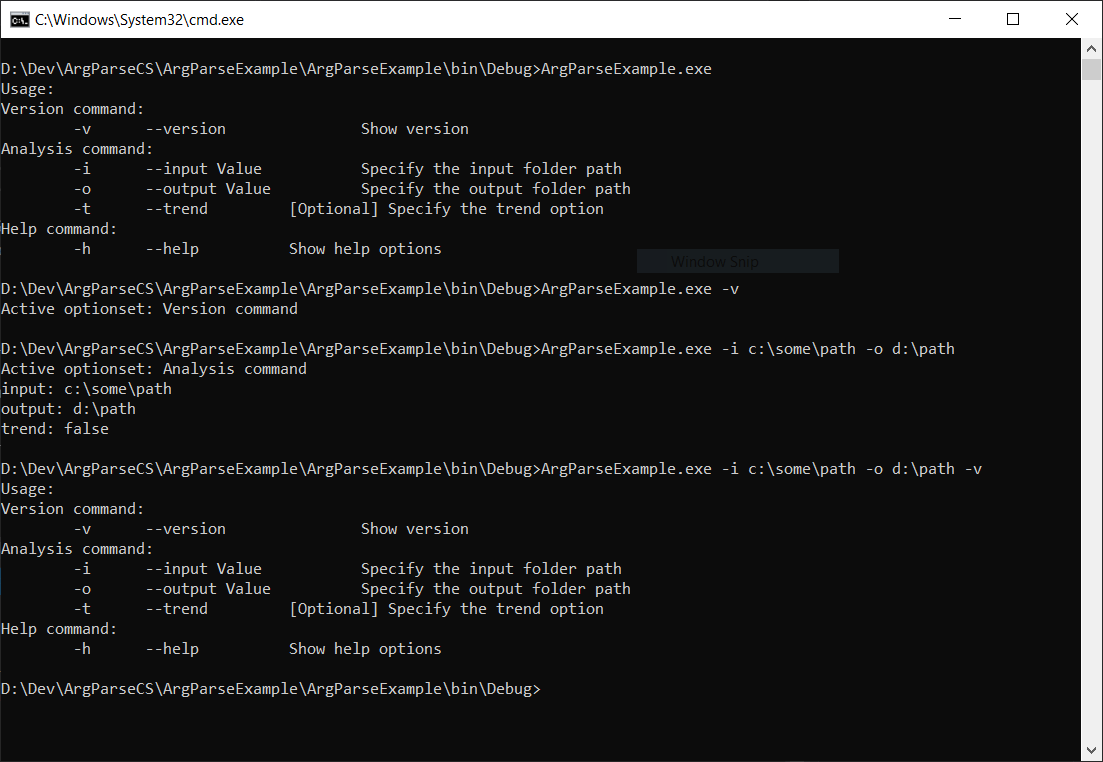 C:\Windows\System32\cmd.exe
D:\Dev\ArgParseCS\ArgParseExample\ArgParseExample\bin\Debug>ArgParseExample.exe
Usage:
Version command:
        -v      --version               Show version
Analysis command:
        -i      --input Value           Specify the input folder path
        -o      --output Value          Specify the output folder path
        -t      --trend         [Optional] Specify the trend option
Help command:
        -h      --help          Show help options
Window Snip
D:\Dev\ArgParseCS\ArgParseExample\ArgParseExample\bin\Debug>ArgParseExample.exe -v
Active optionset: Version command
D:\Dev\ArgParseCS\ArgParseExample\ArgParseExample\bin\Debug>ArgParseExample.exe -i c:\some\path -o d:\path
Active optionset: Analysis command
input: c:\some\path
output: d:\path
trend: false
D:\Dev\ArgParseCS\ArgParseExample\ArgParseExample\bin\Debug>ArgParseExample.exe -i c:\some\path -o d:\path -v
Usage:
Version command:
        -v      --version               Show version
Analysis command:
        -i      --input Value           Specify the input folder path
        -o      --output Value          Specify the output folder path
        -t      --trend         [Optional] Specify the trend option
Help command:
        -h      --help          Show help options
D:\Dev\ArgParseCS\ArgParseExample\ArgParseExample\bin\Debug>